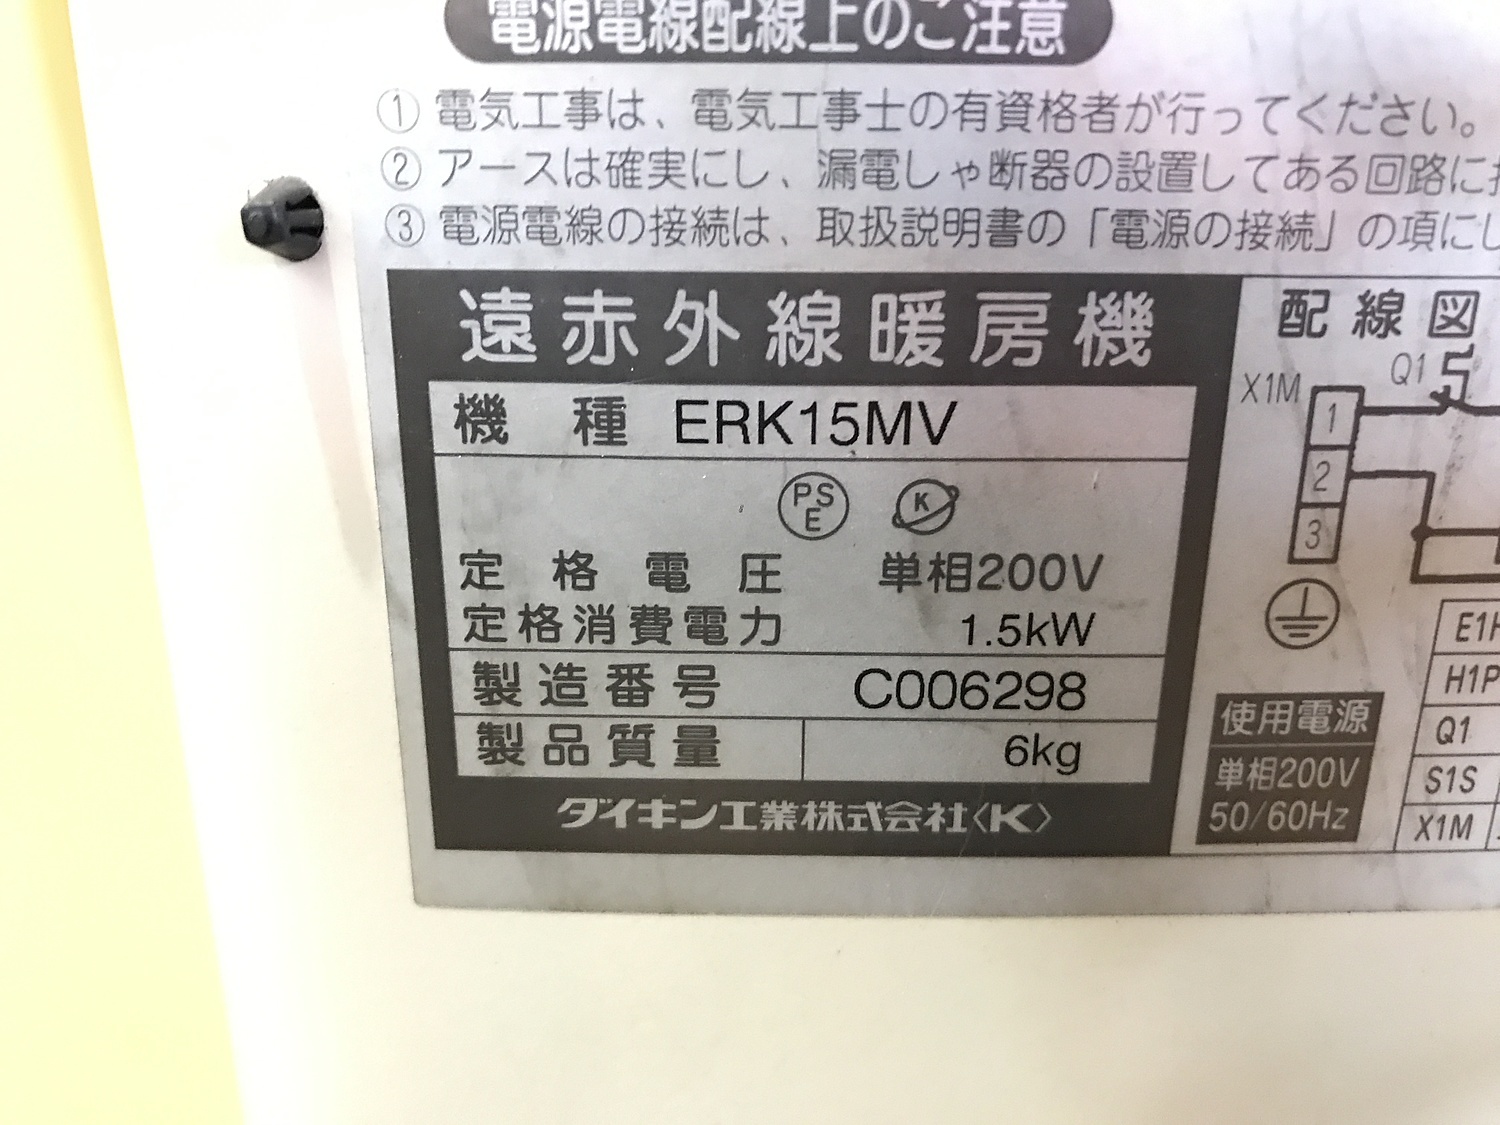 電源電線配線上のご注意
① 電気工事は、電気工事士の有資格者が行ってください。
② アースは確実にし、漏電しゃ断器の設置してある回路に
③ 電源電線の接続は、取扱説明書の「電源の接続」の項にし
遠赤外線暖房機
機種 ERK15MV
PSE K
定格電圧 単相200V
定格消費電力 1.5kW
製造番号 C006298
製品質量 6kg
ダイキン工業株式会社〈K〉
配線図
X1M Q1
1
2
3
使用電源
単相200V
50/60Hz
E1H
H1P
Q1
S1S
X1M